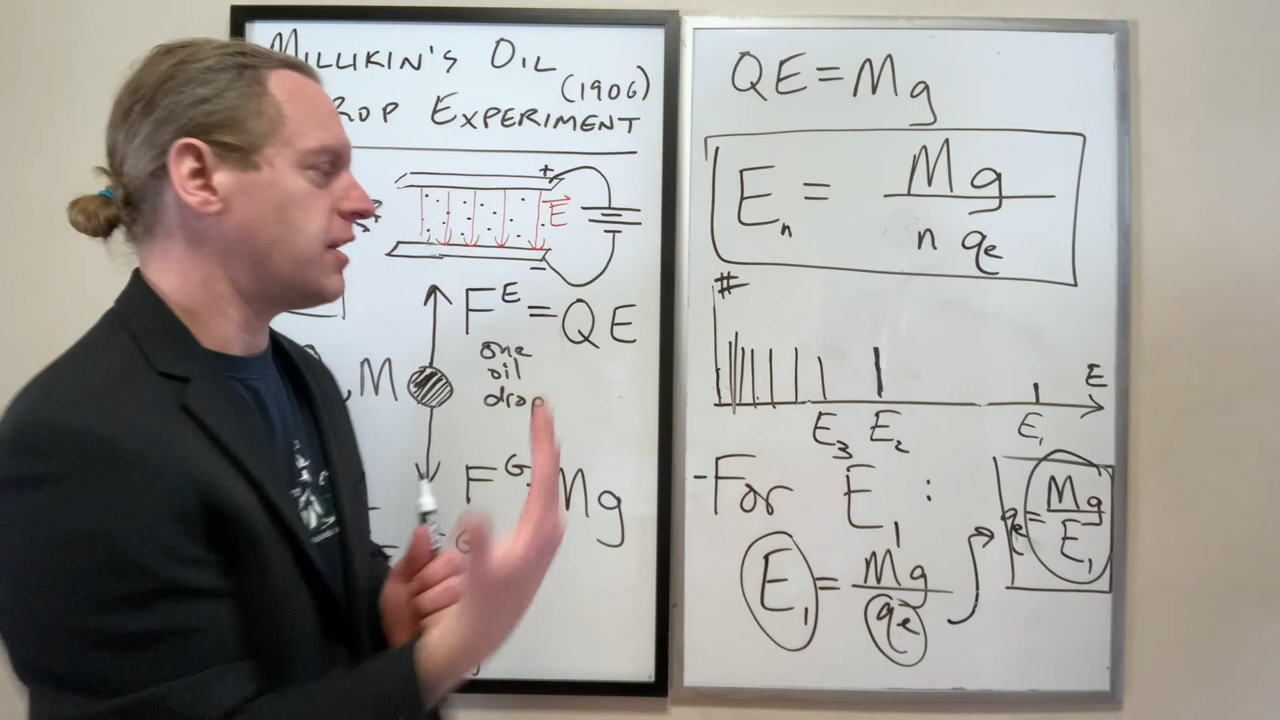 MILLIKIN'S OIL
(1906)
ROP EXPERIMENT
+
E
-
F^E = QE
one
oil
drop
, M
F^G = Mg
G
QE = Mg
E_n = Mg / n q_e
#
E
E_3 E_2 E_1
- For E_1 :
E_1 = Mg / q_e
q_e = Mg / E_1